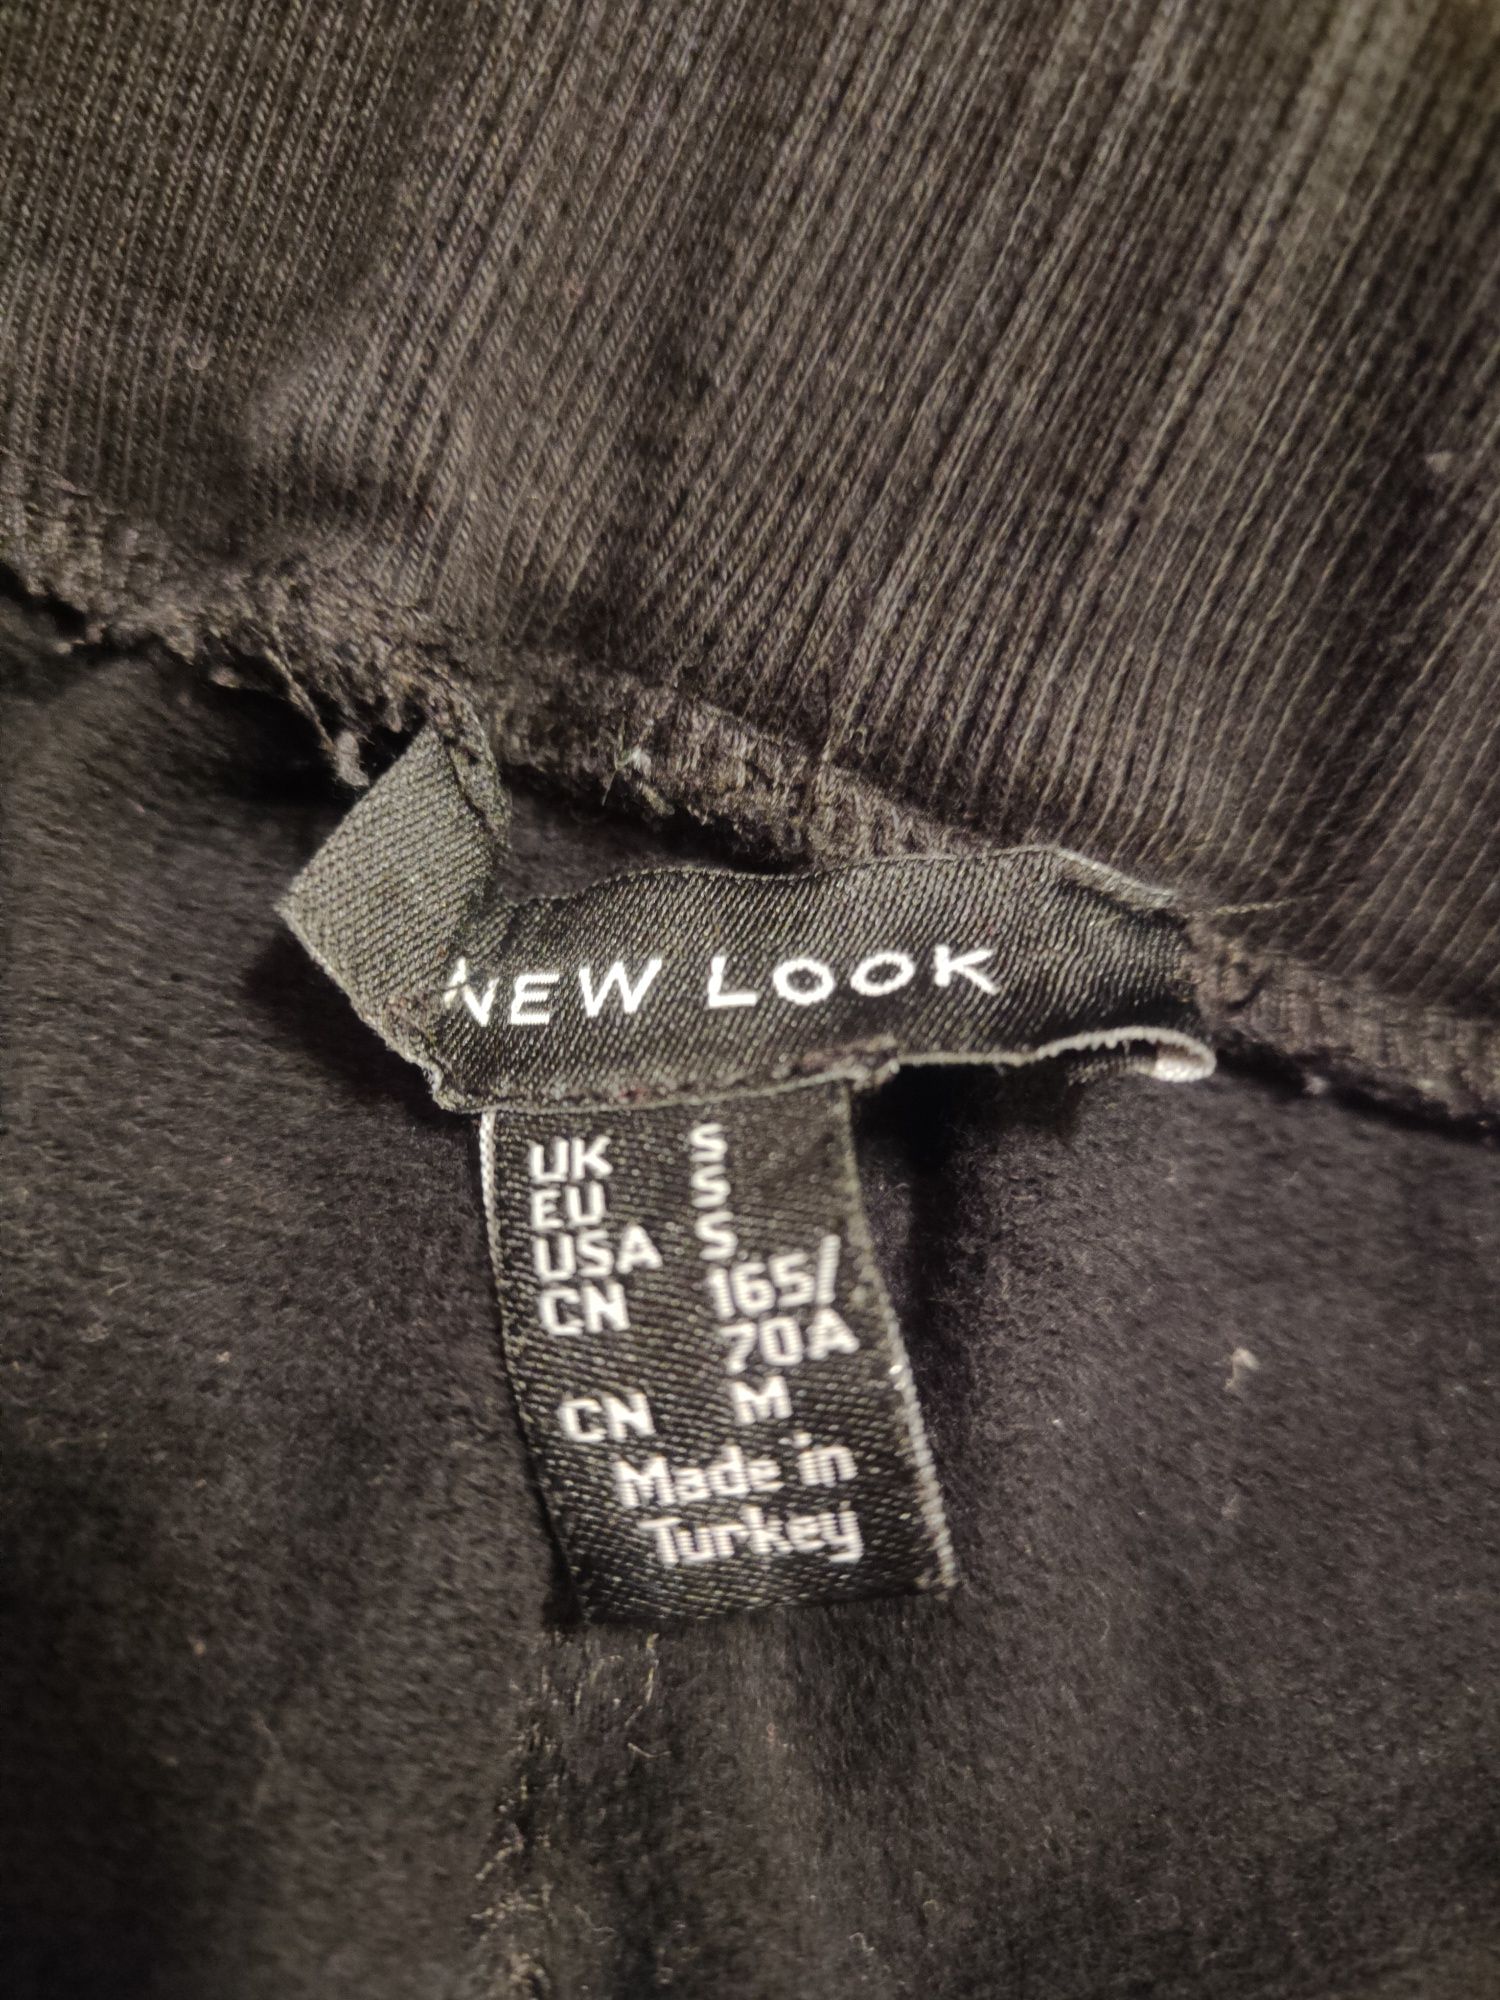 NEW LOOK
UK S
EU S
USA S
CN 165/
70A
CN M
Made in
Turkey